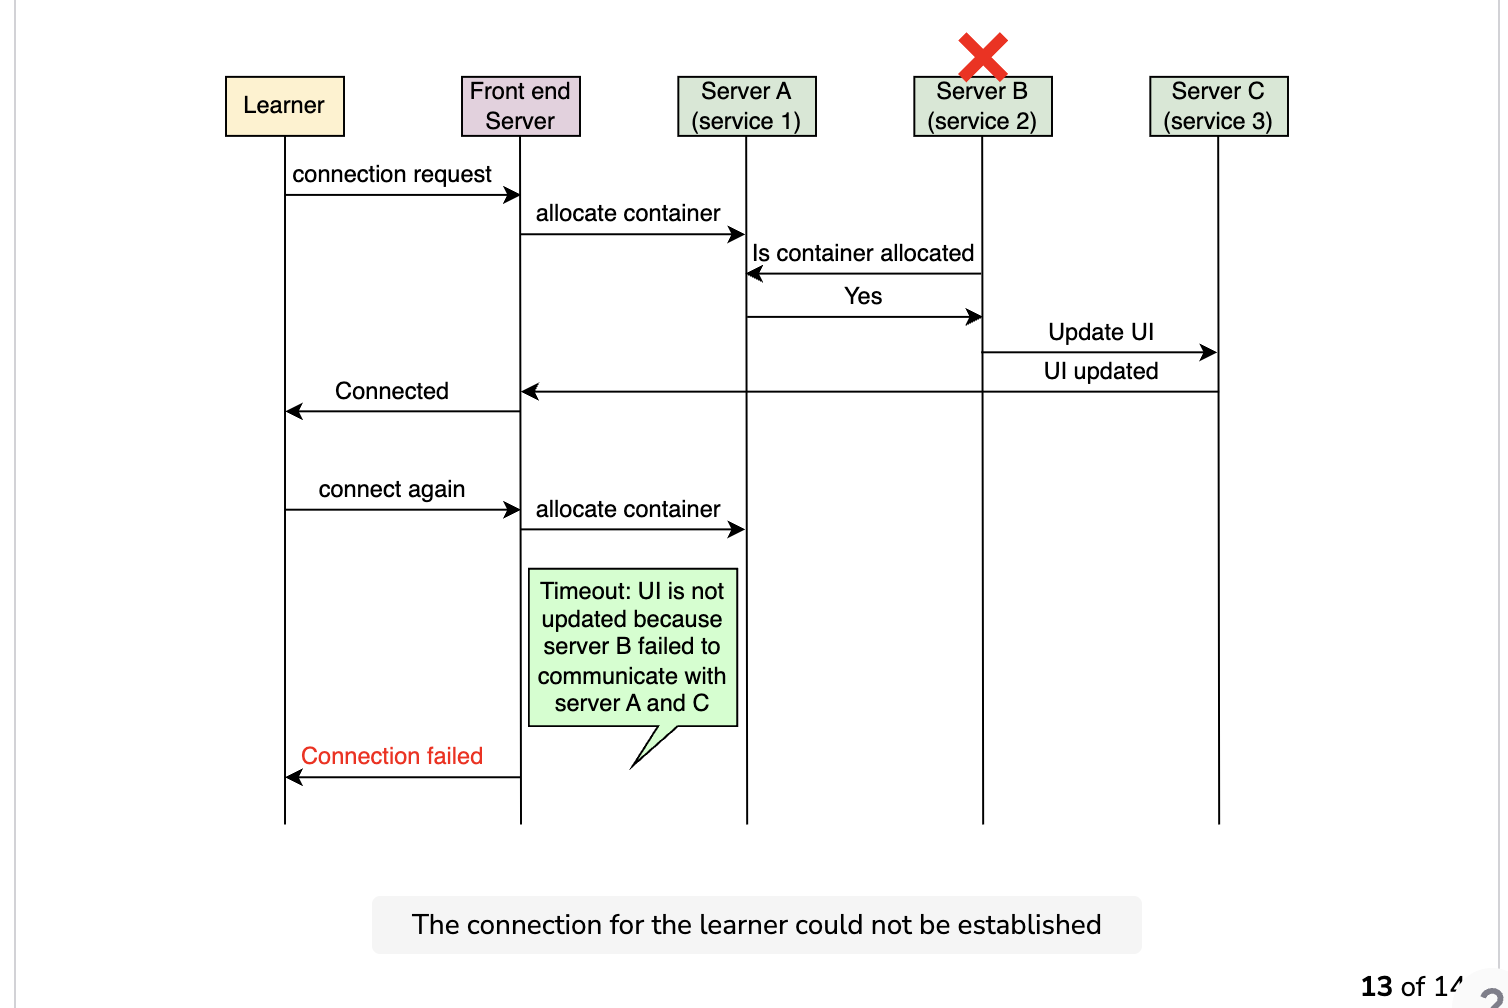 Learner
Front end
Server
Server A
(service 1)
Server B
(service 2)
Server C
(service 3)
connection request
allocate container
Is container allocated
Yes
Update UI
UI updated
Connected
connect again
allocate container
Timeout: UI is not
updated because
server B failed to
communicate with
server A and C
Connection failed
The connection for the learner could not be established
13 of 14